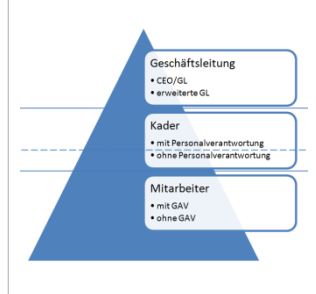 Geschäftsleitung
• CEO/GL
• erweiterte GL
Kader
• mit Personalverantwortung
• ohne Personalverantwortung
Mitarbeiter
• mit GAV
• ohne GAV